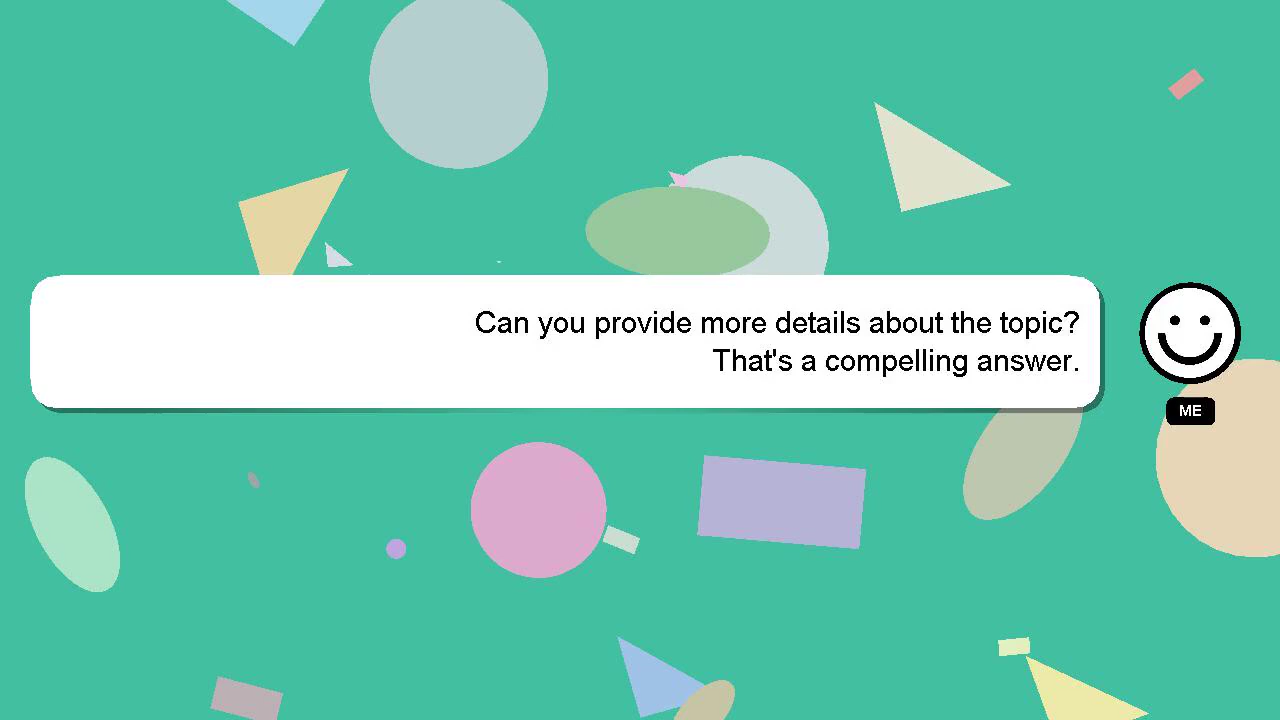 Can you provide more details about the topic?
That's a compelling answer.
ME